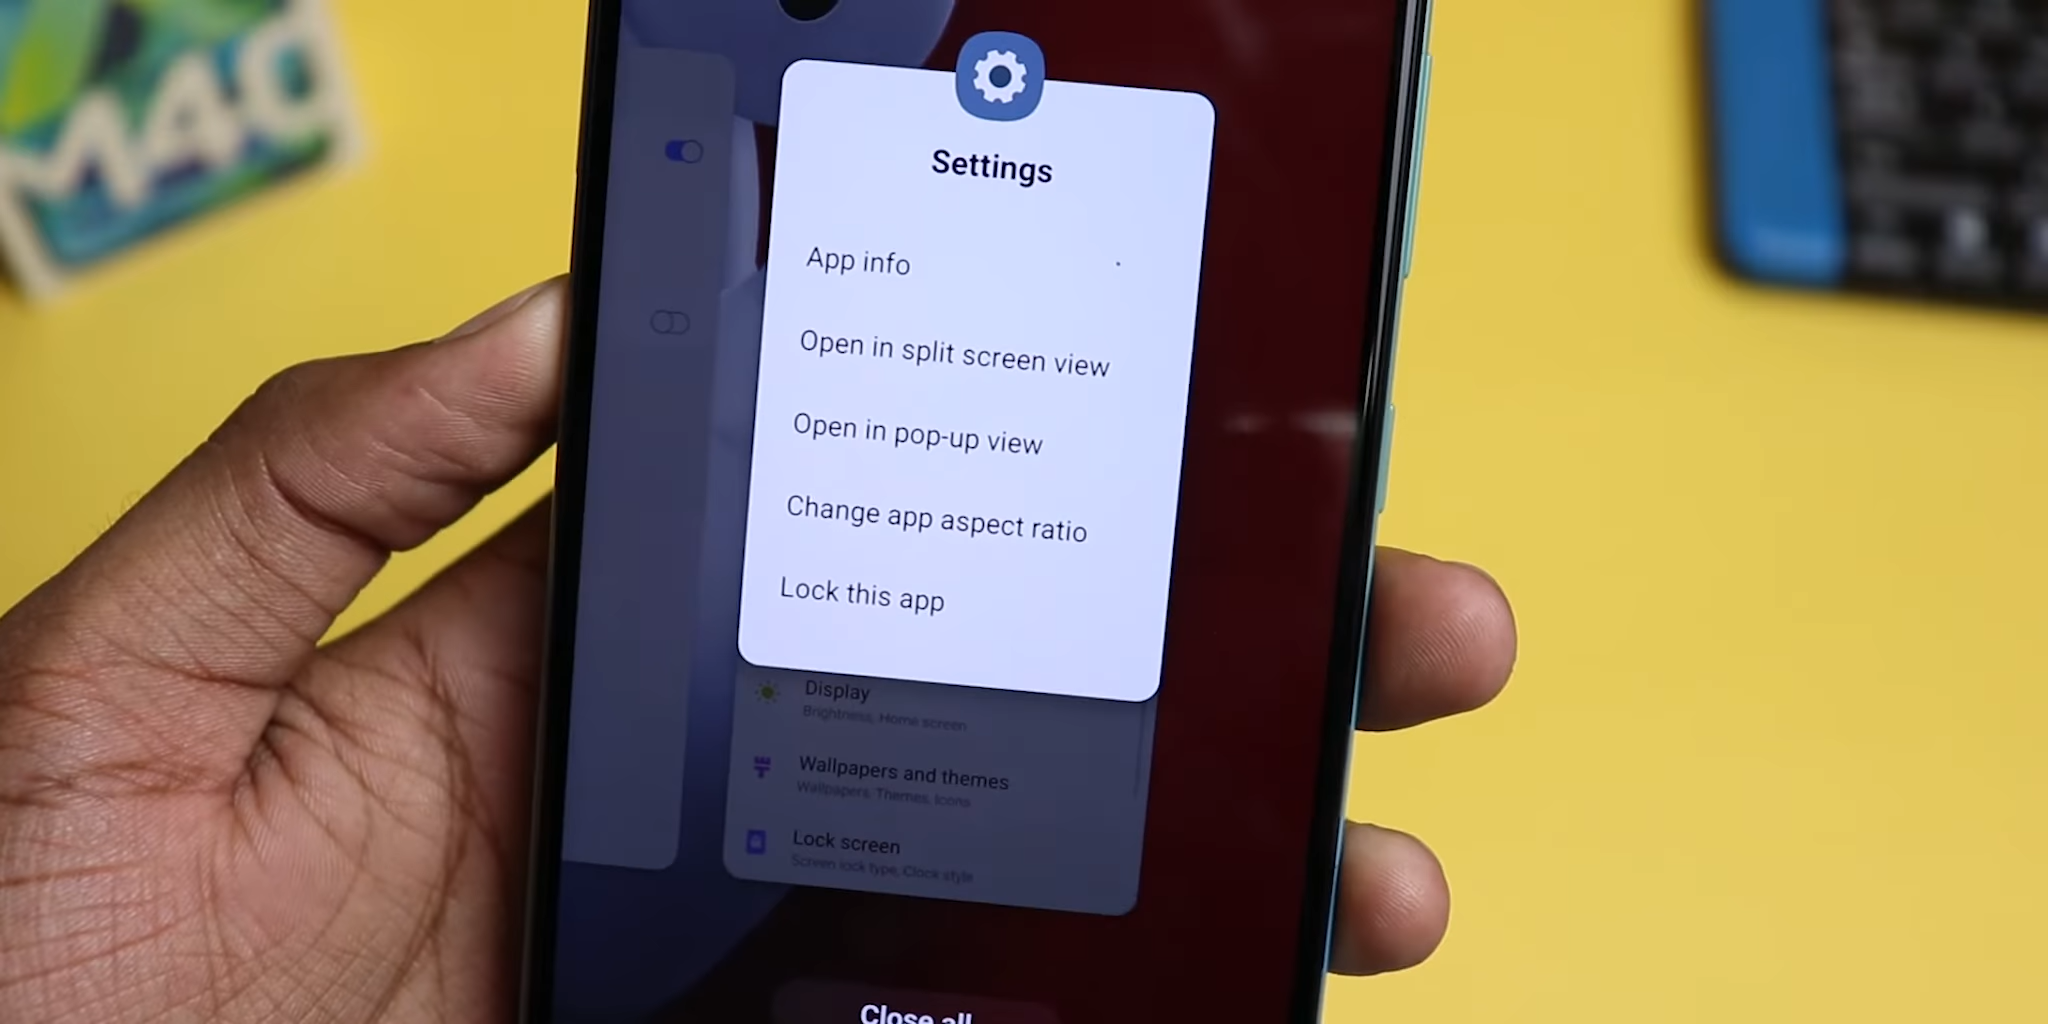 M40
Settings
App info
Open in split screen view
Open in pop-up view
Change app aspect ratio
Lock this app
Display
Brightness, Home screen
Wallpapers and themes
Wallpapers, Themes, Icons
Lock screen
Screen lock type, Clock style
Close all